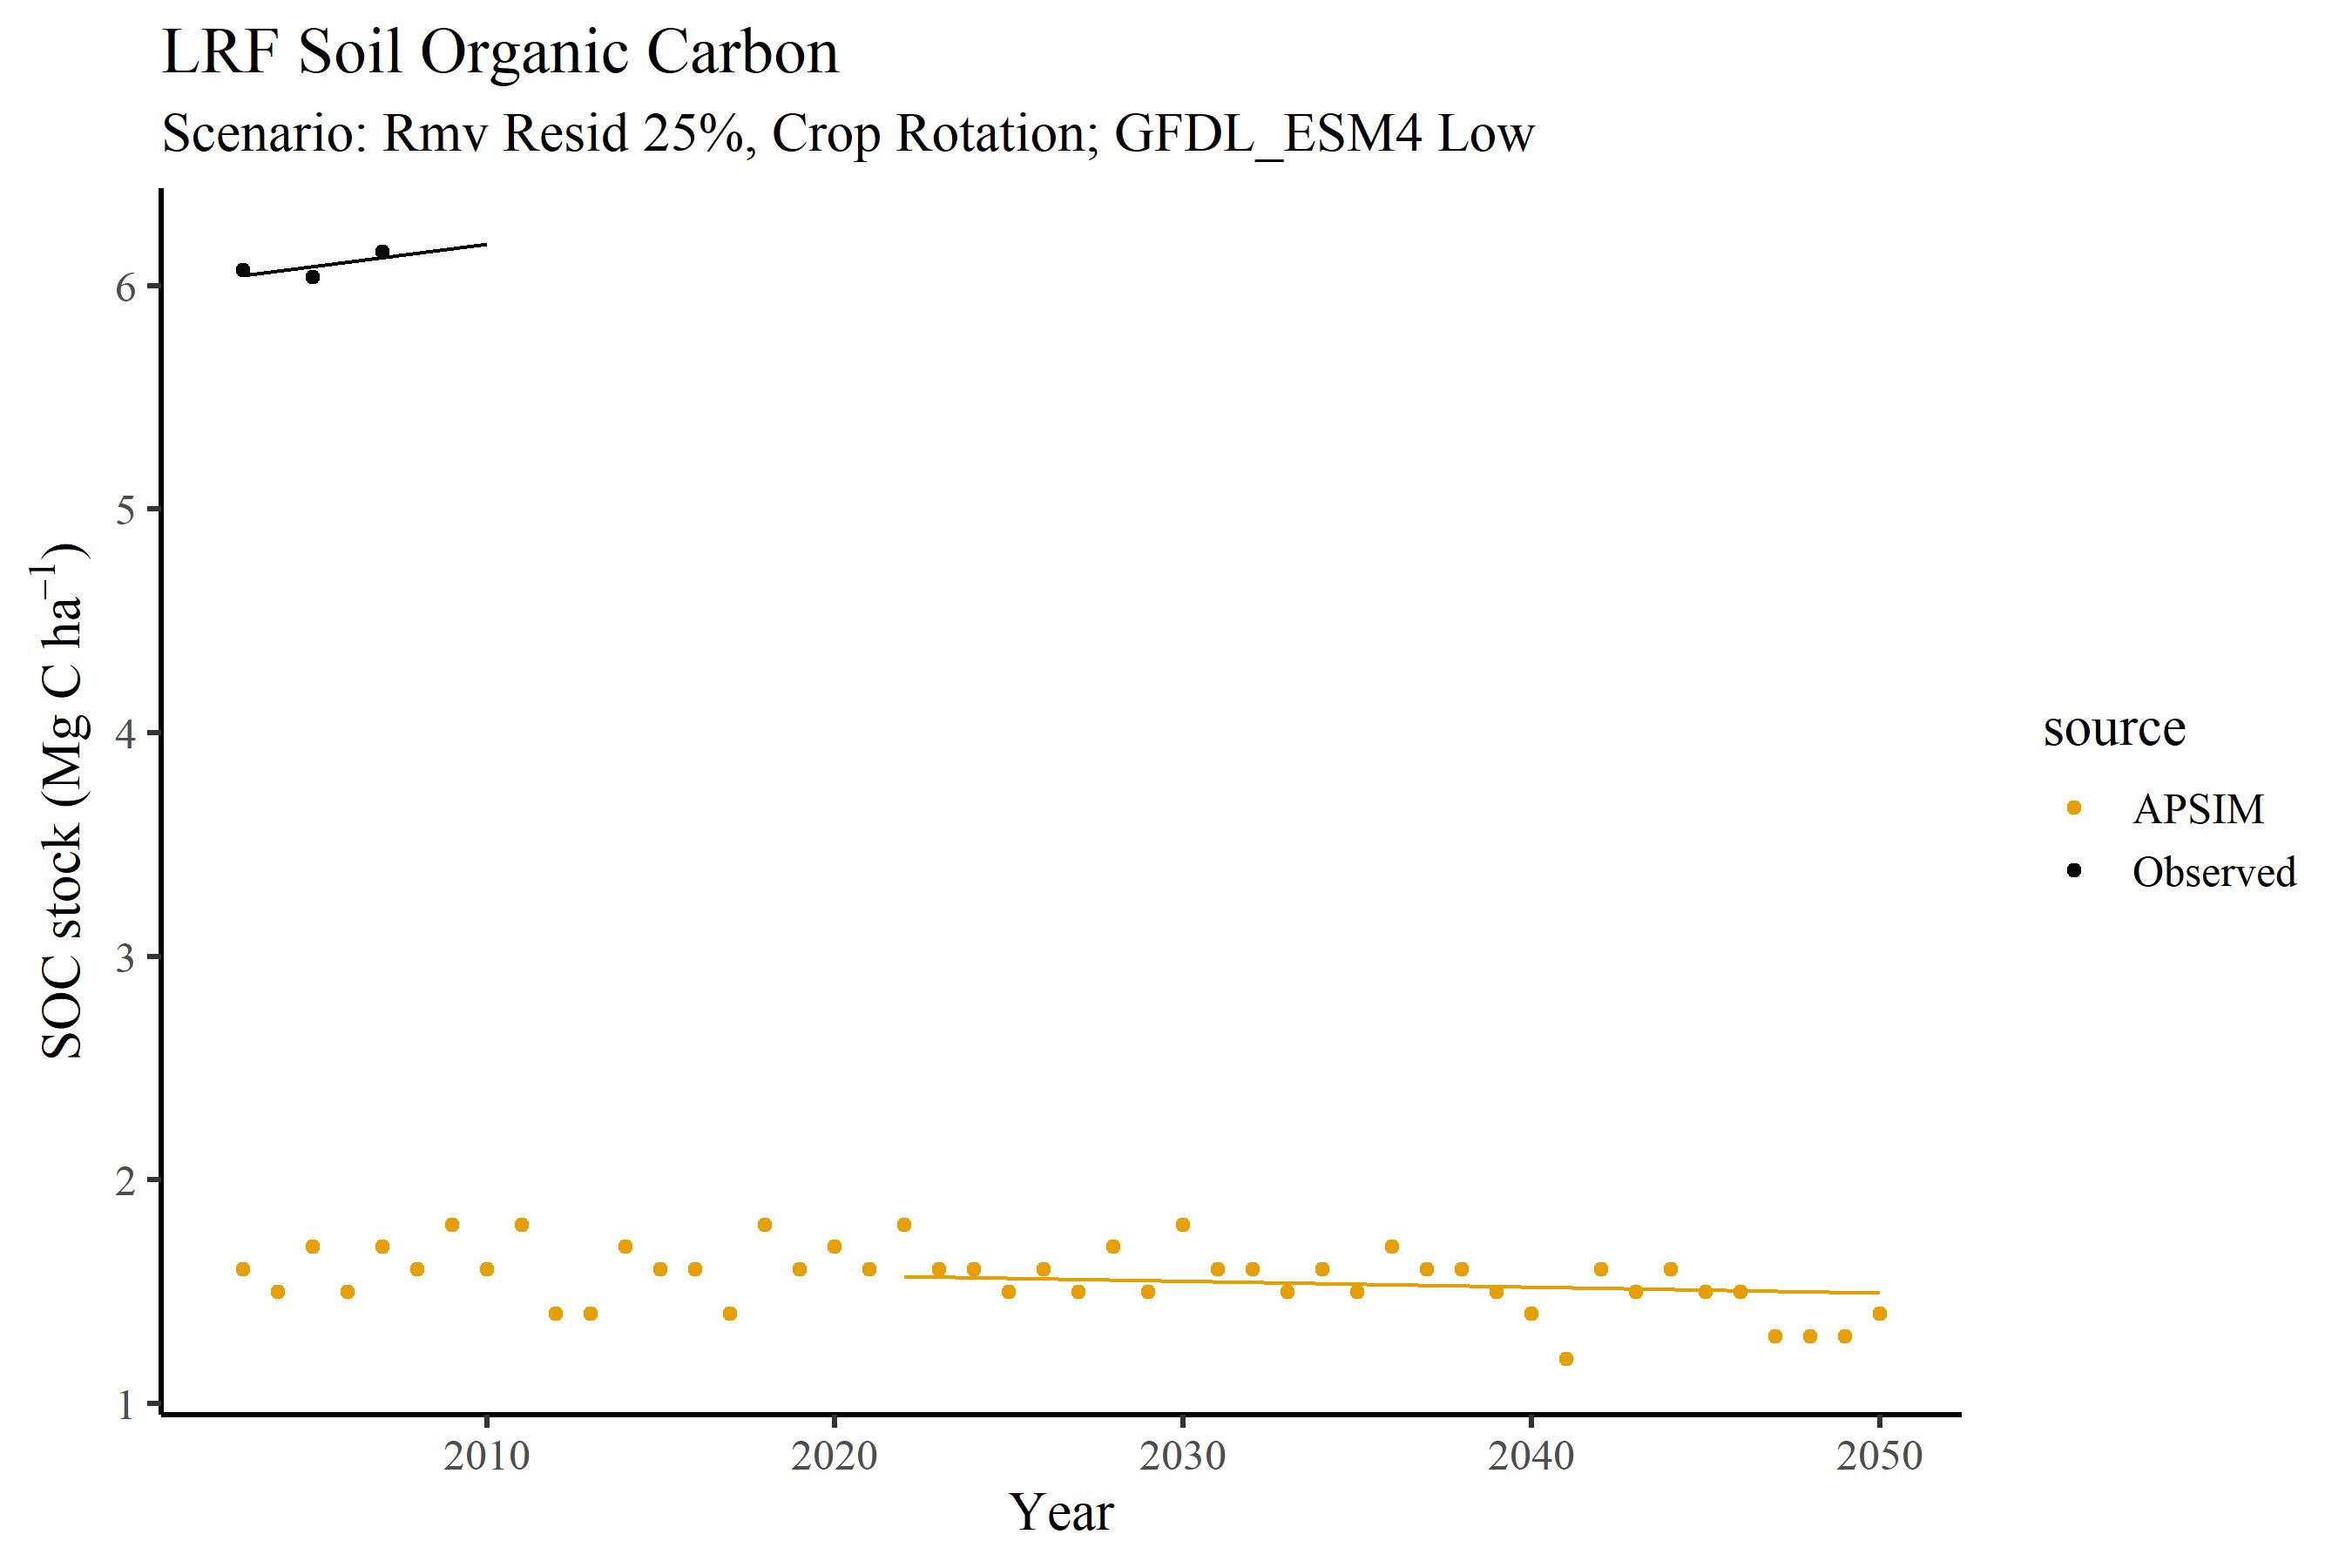 LRF Soil Organic Carbon
Scenario: Rmv Resid 25%, Crop Rotation; GFDL_ESM4 Low
SOC stock (Mg C ha⁻¹)
6
5
4
3
2
1
2010
2020
2030
2040
2050
Year
source
APSIM
Observed